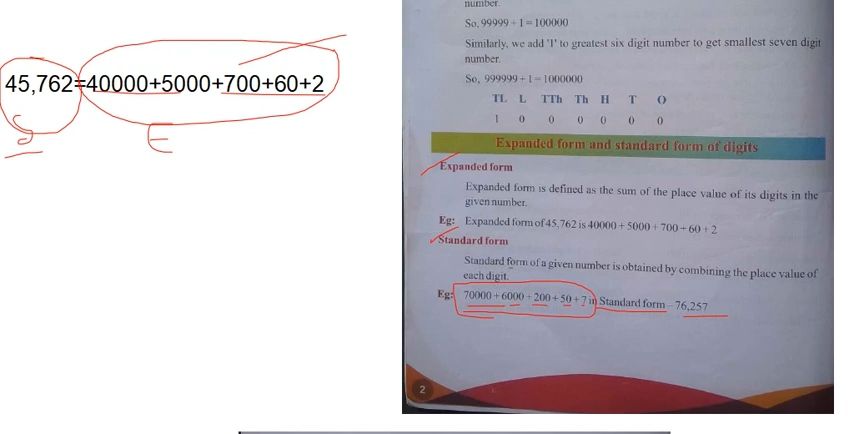 45,762=40000+5000+700+60+2
S
E
number.
So, 99999 + 1 = 100000
Similarly, we add '1' to greatest six digit number to get smallest seven digit
number.
So, 999999 + 1 = 1000000
TL L TTh Th H T O
1 0 0 0 0 0 0
Expanded form and standard form of digits
Expanded form
Expanded form is defined as the sum of the place value of its digits in the
given number.
Eg: Expanded form of 45,762 is 40000 + 5000 + 700 + 60 + 2
Standard form
Standard form of a given number is obtained by combining the place value of
each digit.
Eg: 70000 + 6000 + 200 + 50 + 7 in Standard form = 76,257
2